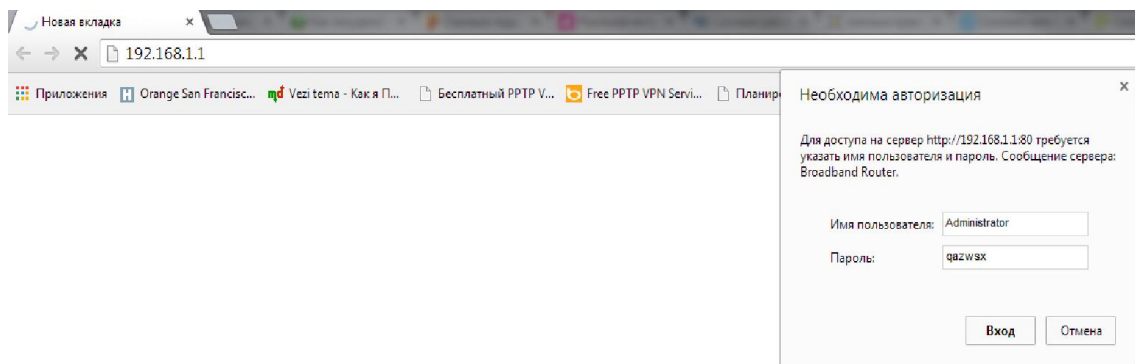 Новая вкладка
192.168.1.1
Приложения Orange San Francisc... Vezi tema - Как я П... Бесплатный PPTP V... Free PPTP VPN Servi... Планир
Необходима авторизация
Для доступа на сервер http://192.168.1.1:80 требуется
указать имя пользователя и пароль. Сообщение сервера:
Broadband Router.
Имя пользователя: Administrator
Пароль: qazwsx
Вход Отмена